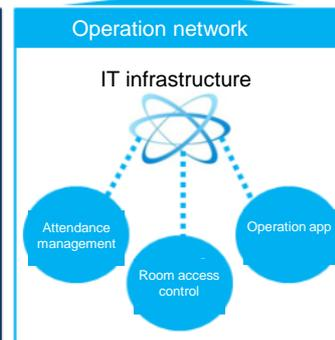 Operation network
IT infrastructure
Attendance
management
Operation app
Room access
control